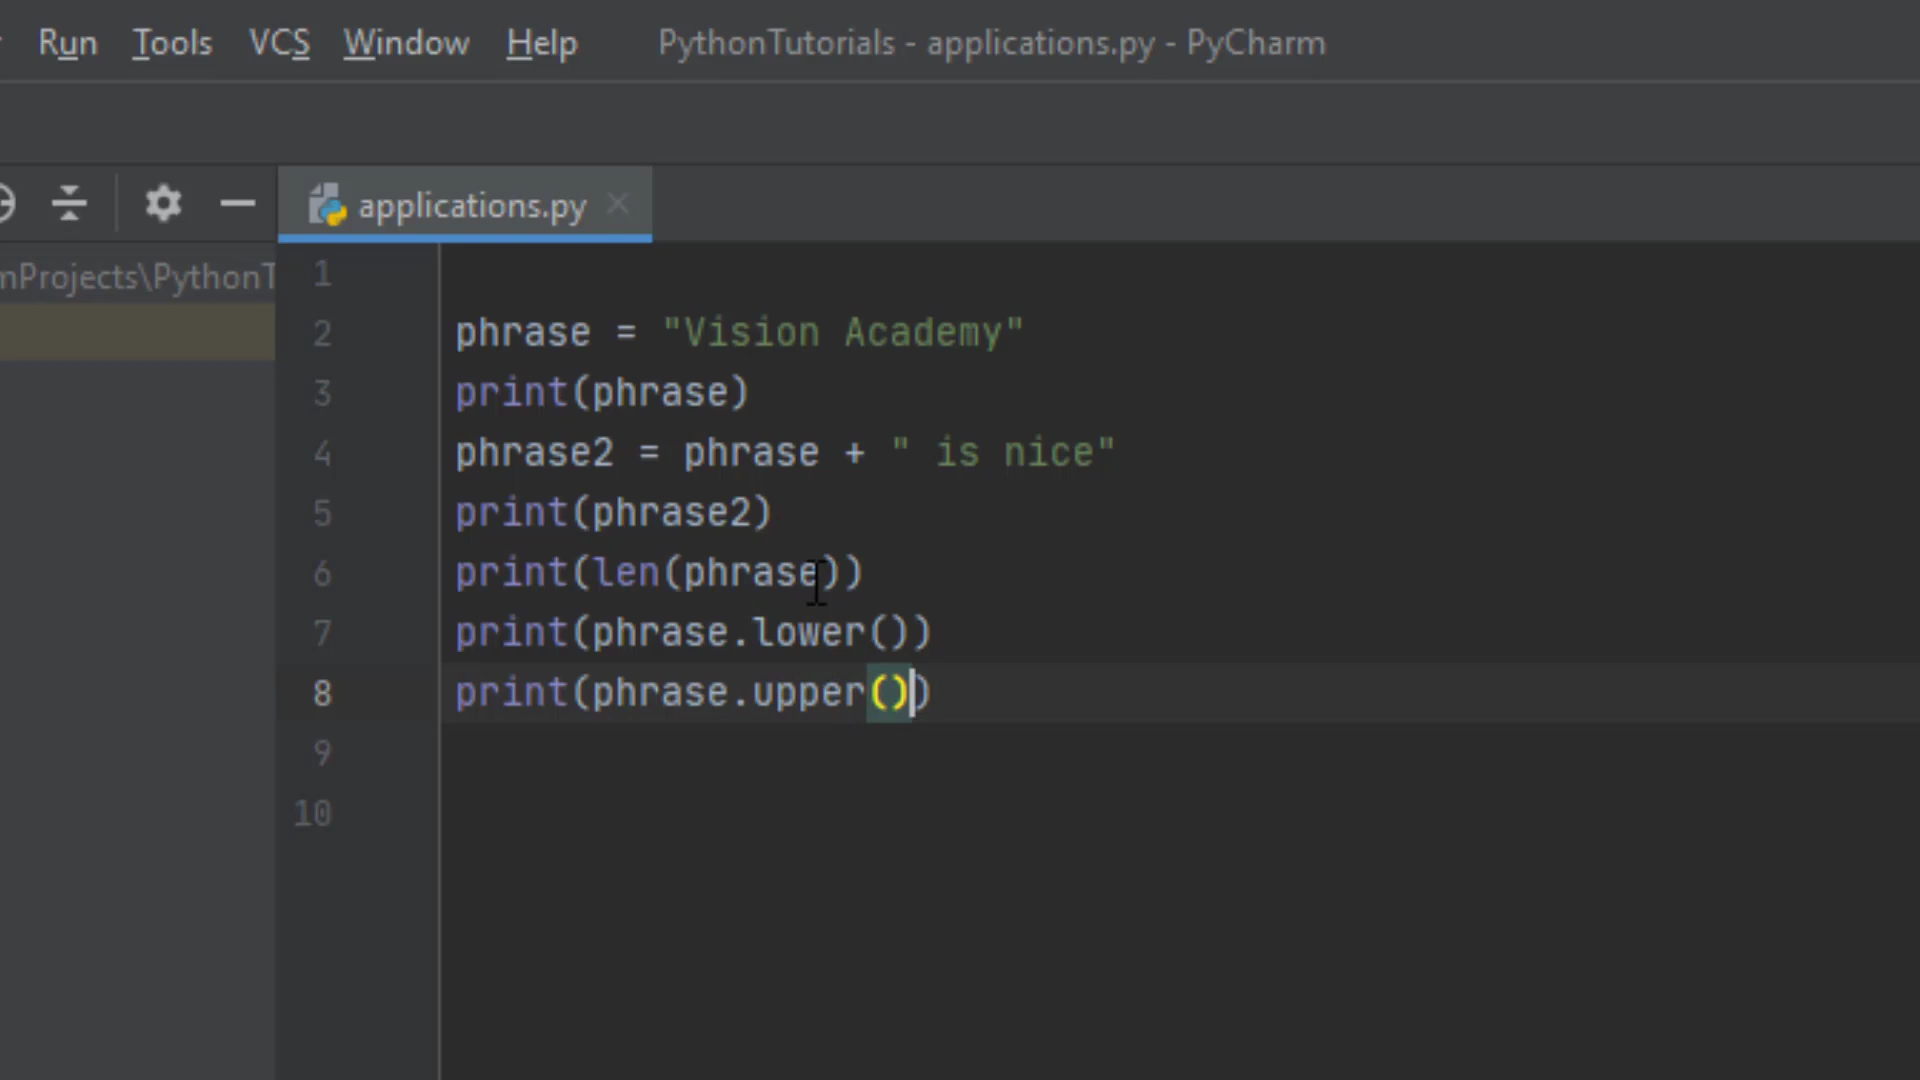 Run Tools VCS Window Help PythonTutorials - applications.py - PyCharm
applications.py
mProjects\PythonT
1
2 phrase = "Vision Academy"
3 print(phrase)
4 phrase2 = phrase + " is nice"
5 print(phrase2)
6 print(len(phrase))
7 print(phrase.lower())
8 print(phrase.upper())
9
10